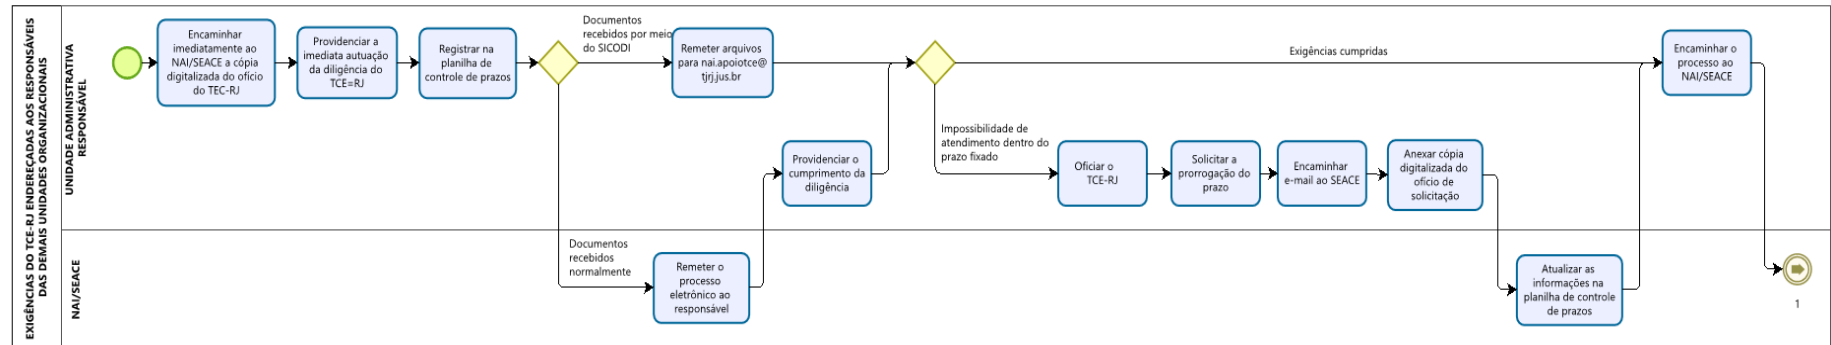 EXIGÊNCIAS DO TCE-RJ ENDEREÇADAS AOS RESPONSÁVEIS
DAS DEMAIS UNIDADES ORGANIZACIONAIS
UNIDADE ADMINISTRATIVA
RESPONSÁVEL
Encaminhar
imediatamente ao
NAI/SEACE a cópia
digitalizada do ofício
do TEC-RJ
Providenciar a
imediata autuação
da diligência do
TCE=RJ
Registrar na
planilha de
controle de prazos
Documentos
recebidos por meio
do SICODI
Remeter arquivos
para nai.apoiotce@
tjrj.jus.br
Providenciar o
cumprimento da
diligência
Exigências cumpridas
Impossibilidade de
atendimento dentro do
prazo fixado
Oficiar o
TCE-RJ
Solicitar a
prorrogação do
prazo
Encaminhar
e-mail ao SEACE
Anexar cópia
digitalizada do
ofício de
solicitação
Encaminhar o
processo ao
NAI/SEACE
NAI/SEACE
Documentos
recebidos
normalmente
Remeter o
processo
eletrónico ao
responsável
Atualizar as
informações na
planilha de controle
de prazos
1